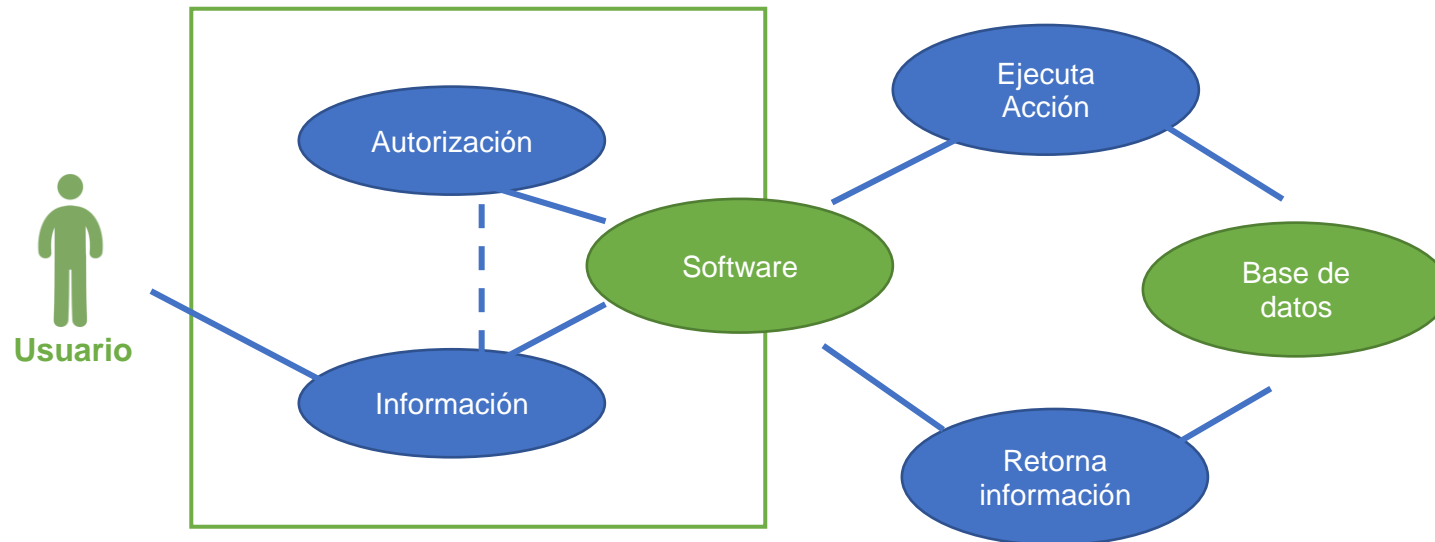 Ejecuta
Acción
Autorización
Software
Base de
datos
Usuario
Información
Retorna
información